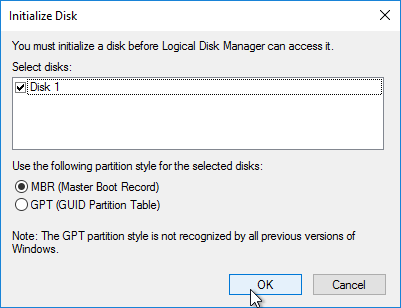 Initialize Disk
You must initialize a disk before Logical Disk Manager can access it.
Select disks:
Disk 1
Use the following partition style for the selected disks:
MBR (Master Boot Record)
GPT (GUID Partition Table)
Note: The GPT partition style is not recognized by all previous versions of
Windows.
OK
Cancel